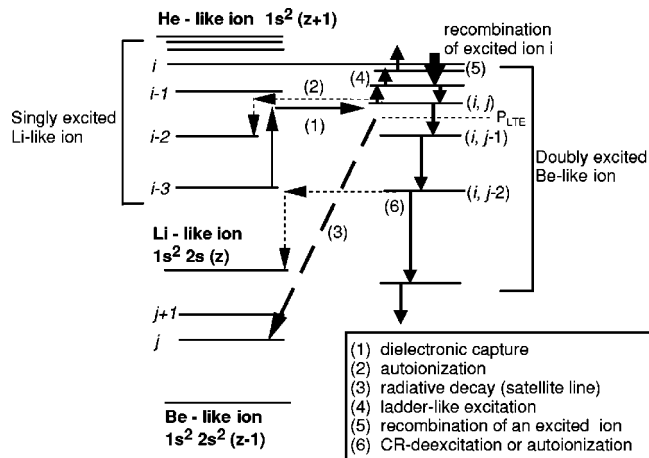 He - like ion 1s² (z+1)
recombination
of excited ion i
i
(5)
i-1
(2)
(4)
(i, j)
Singly excited
Li-like ion
(1)
P_LTE
i-2
(i, j-1)
Doubly excited
Be-like ion
i-3
(i, j-2)
(6)
(3)
Li - like ion
1s² 2s (z)
j+1
j
(1) dielectronic capture
(2) autoionization
(3) radiative decay (satellite line)
(4) ladder-like excitation
(5) recombination of an excited ion
(6) CR-deexcitation or autoionization
Be - like ion
1s² 2s² (z-1)